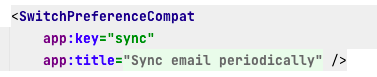 <SwitchPreferenceCompat
app:key="sync"
app:title="Sync email periodically" />